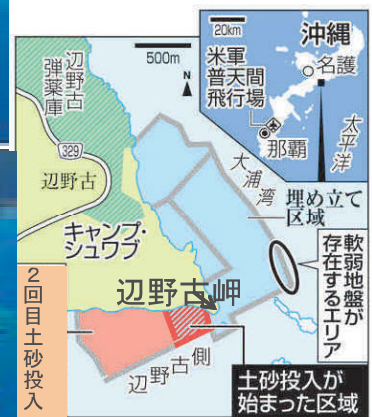 20km
沖縄
名護
米軍
普天間
飛行場
那覇
太平洋
500m
N
辺野古
弾薬庫
329
辺野古
大浦湾
埋め立て
区域
キャンプ・
シュワブ
軟弱地盤が
存在するエリア
辺野古岬
2回目土砂投入
辺野古側
土砂投入が
始まった区域